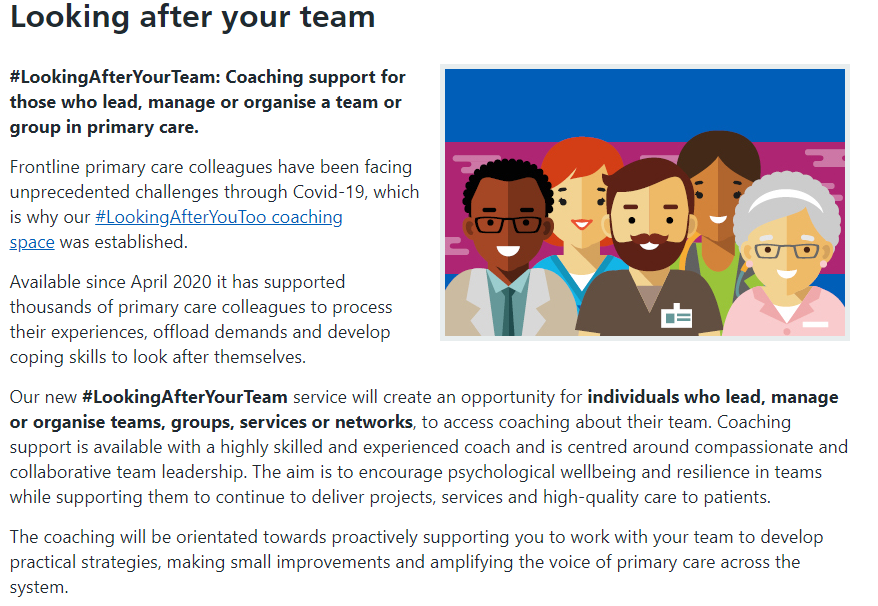 Looking after your team
#LookingAfterYourTeam: Coaching support for
those who lead, manage or organise a team or
group in primary care.
Frontline primary care colleagues have been facing
unprecedented challenges through Covid-19, which
is why our #LookingAfterYouToo coaching
space was established.
Available since April 2020 it has supported
thousands of primary care colleagues to process
their experiences, offload demands and develop
coping skills to look after themselves.
Our new #LookingAfterYourTeam service will create an opportunity for individuals who lead, manage
or organise teams, groups, services or networks, to access coaching about their team. Coaching
support is available with a highly skilled and experienced coach and is centred around compassionate and
collaborative team leadership. The aim is to encourage psychological wellbeing and resilience in teams
while supporting them to continue to deliver projects, services and high-quality care to patients.
The coaching will be orientated towards proactively supporting you to work with your team to develop
practical strategies, making small improvements and amplifying the voice of primary care across the
system.